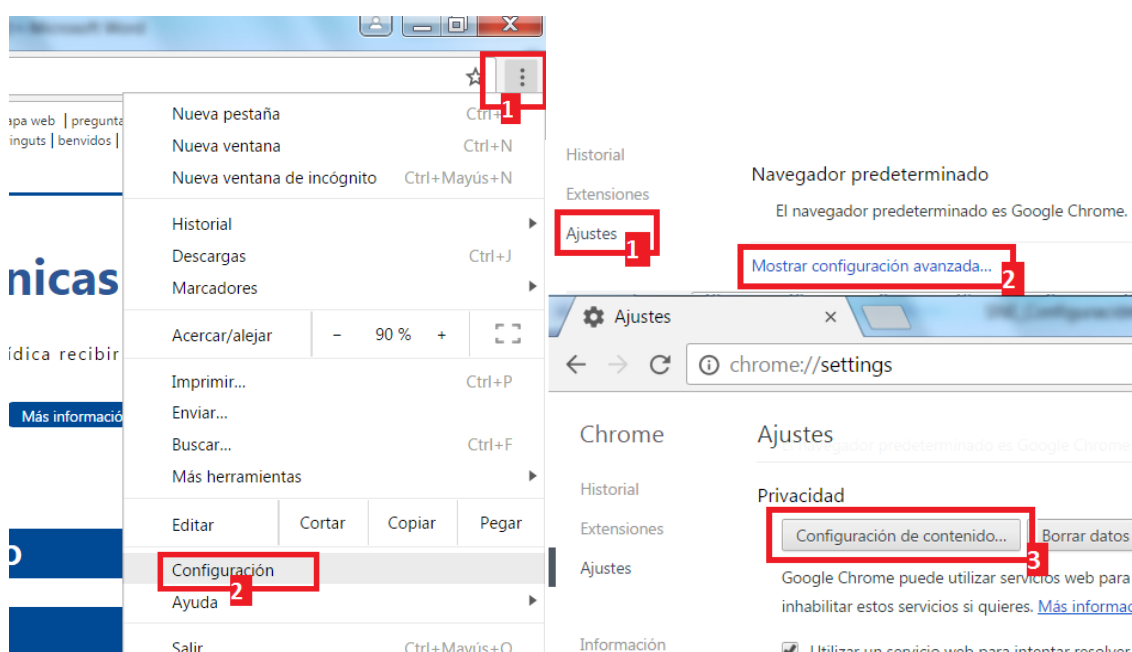 1
apa web | pregunta
inguts | benvidos |
nicas
ídica recibir
Más informació
o
Nueva pestaña Ctrl+
Nueva ventana Ctrl+N
Nueva ventana de incógnito Ctrl+Mayús+N
Historial
Descargas Ctrl+J
Marcadores
Acercar/alejar - 90 % +
Imprimir... Ctrl+P
Enviar...
Buscar... Ctrl+F
Más herramientas
Editar Cortar Copiar Pegar
Configuración
2
Ayuda
Salir Ctrl+Mayús+Q
Historial
Extensiones
Ajustes
1
Navegador predeterminado
El navegador predeterminado es Google Chrome.
Mostrar configuración avanzada...
2
Ajustes
chrome://settings
Chrome
Historial
Extensiones
Ajustes
Información
Ajustes
El navegador predeterminado es Google Chrome
Privacidad
Configuración de contenido... Borrar datos
3
Google Chrome puede utilizar servicios web para
inhabilitar estos servicios si quieres. Más informac
Utilizar un servicio web para intentar resolver